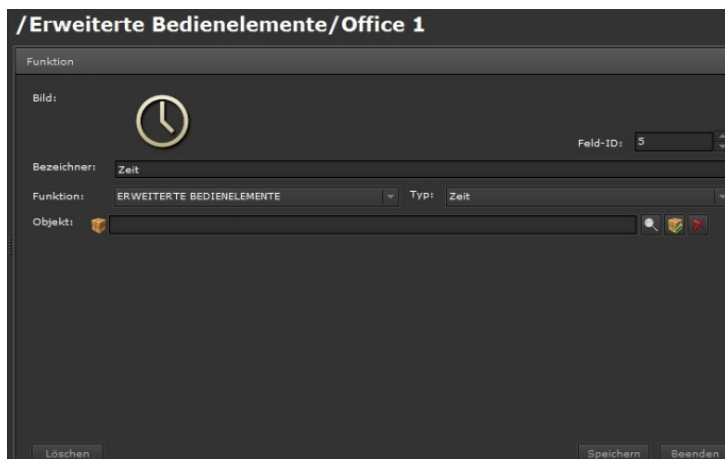 /Erweiterte Bedienelemente/Office 1
Funktion
Bild:
Feld-ID: 5
Bezeichner: Zeit
Funktion: ERWEITERTE BEDIENELEMENTE Typ: Zeit
Objekt:
Löschen Speichern Beenden